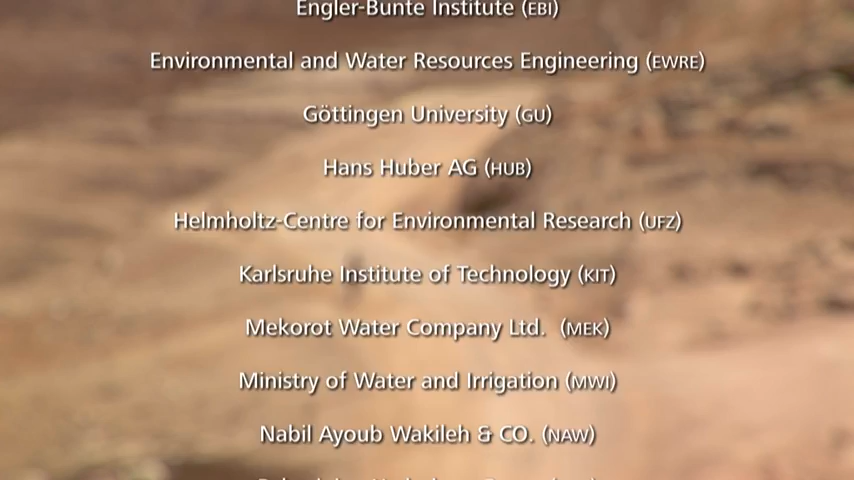 Engler-Bunte Institute (EBI)
Environmental and Water Resources Engineering (EWRE)
Göttingen University (GU)
Hans Huber AG (HUB)
Helmholtz-Centre for Environmental Research (UFZ)
Karlsruhe Institute of Technology (KIT)
Mekorot Water Company Ltd. (MEK)
Ministry of Water and Irrigation (MWI)
Nabil Ayoub Wakileh & CO. (NAW)